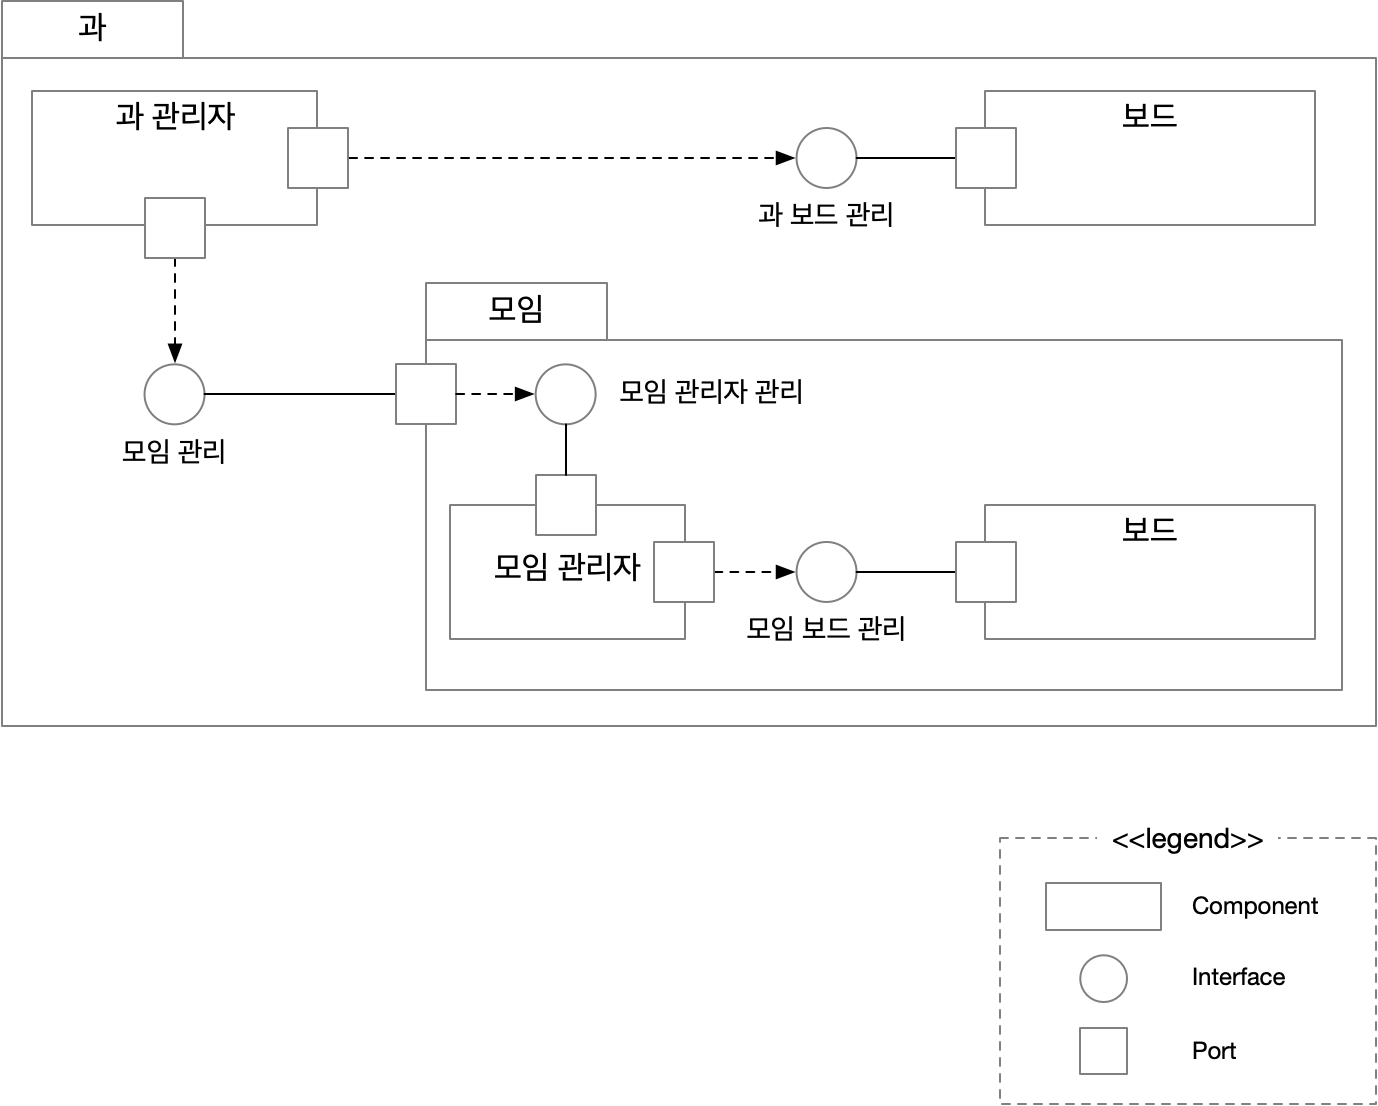 과
과 관리자
보드
과 보드 관리
모임
모임 관리자 관리
모임 관리
모임 관리자
보드
모임 보드 관리
<<legend>>
Component
Interface
Port